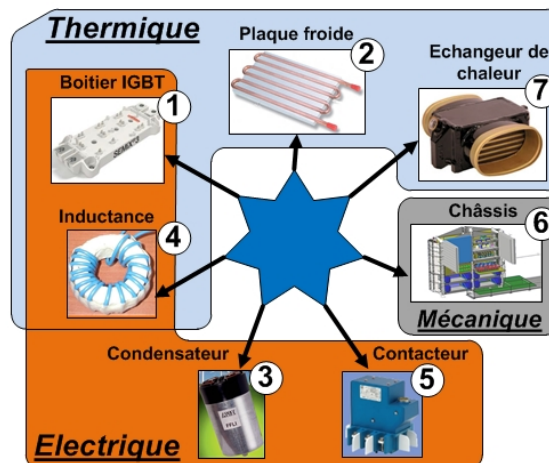 Thermique
Plaque froide
2
Echangeur de
chaleur
7
Boitier IGBT
1
Inductance
4
Châssis
6
Mécanique
Condensateur
3
Contacteur
5
Electrique